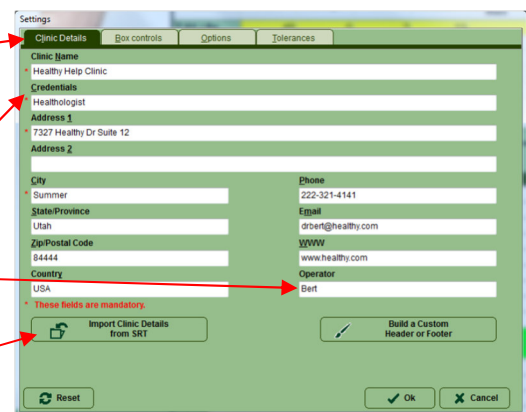 Settings
Clinic Details Box controls Options Tolerances
Clinic Name
* Healthy Help Clinic
Credentials
* Healthologist
Address 1
* 7327 Healthy Dr Suite 12
Address 2
City Phone
* Summer 222-321-4141
State/Province Email
Utah drbert@healthy.com
Zip/Postal Code WWW
84444 www.healthy.com
Country Operator
USA Bert
* These fields are mandatory.
Import Clinic Details
from SRT
Build a Custom
Header or Footer
Reset Ok Cancel